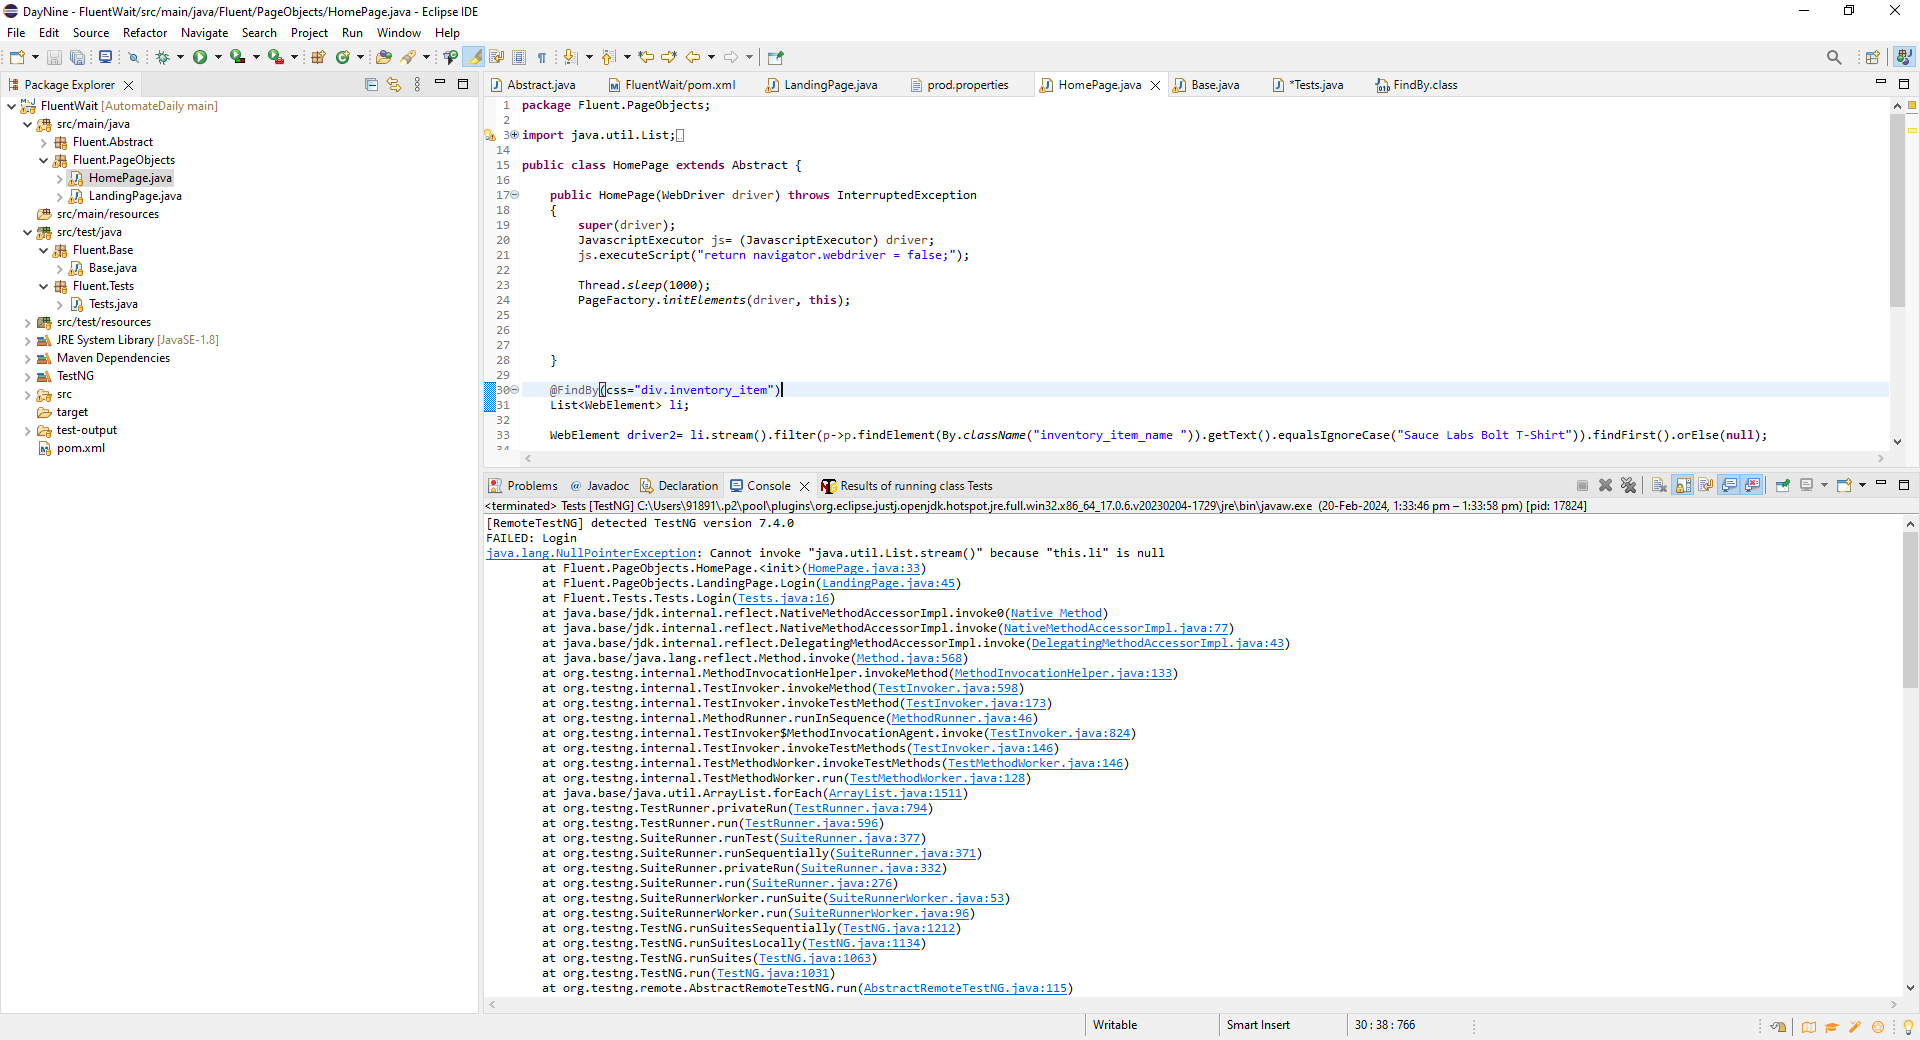 DayNine - FluentWait/src/main/java/Fluent/PageObjects/HomePage.java - Eclipse IDE
File Edit Source Refactor Navigate Search Project Run Window Help
Package Explorer
FluentWait [AutomateDaily main]
src/main/java
Fluent.Abstract
Fluent.PageObjects
HomePage.java
LandingPage.java
src/main/resources
src/test/java
Fluent.Base
Base.java
Fluent.Tests
Tests.java
src/test/resources
JRE System Library [JavaSE-1.8]
Maven Dependencies
TestNG
src
target
test-output
pom.xml
Abstract.java FluentWait/pom.xml LandingPage.java prod.properties HomePage.java Base.java *Tests.java FindBy.class
1 package Fluent.PageObjects;
2
3 import java.util.List;
14
15 public class HomePage extends Abstract {
16
17 public HomePage(WebDriver driver) throws InterruptedException
18 {
19 super(driver);
20 JavascriptExecutor js= (JavascriptExecutor) driver;
21 js.executeScript("return navigator.webdriver = false;");
22
23 Thread.sleep(1000);
24 PageFactory.initElements(driver, this);
25
26
27
28 }
29
30 @FindBy(css="div.inventory_item")
31 List<WebElement> li;
32
33 WebElement driver2= li.stream().filter(p->p.findElement(By.className("inventory_item_name ")).getText().equalsIgnoreCase("Sauce Labs Bolt T-Shirt")).findFirst().orElse(null);
34
Problems Javadoc Declaration Console Results of running class Tests
<terminated> Tests [TestNG] C:\Users\91891\.p2\pool\plugins\org.eclipse.justj.openjdk.hotspot.jre.full.win32.x86_64_17.0.6.v20230204-1729\jre\bin\javaw.exe (20-Feb-2024, 1:33:46 pm – 1:33:58 pm) [pid: 17824]
[RemoteTestNG] detected TestNG version 7.4.0
FAILED: Login
java.lang.NullPointerException: Cannot invoke "java.util.List.stream()" because "this.li" is null
at Fluent.PageObjects.HomePage.<init>(HomePage.java:33)
at Fluent.PageObjects.LandingPage.Login(LandingPage.java:45)
at Fluent.Tests.Tests.Login(Tests.java:16)
at java.base/jdk.internal.reflect.NativeMethodAccessorImpl.invoke0(Native Method)
at java.base/jdk.internal.reflect.NativeMethodAccessorImpl.invoke(NativeMethodAccessorImpl.java:77)
at java.base/jdk.internal.reflect.DelegatingMethodAccessorImpl.invoke(DelegatingMethodAccessorImpl.java:43)
at java.base/java.lang.reflect.Method.invoke(Method.java:568)
at org.testng.internal.MethodInvocationHelper.invokeMethod(MethodInvocationHelper.java:133)
at org.testng.internal.TestInvoker.invokeMethod(TestInvoker.java:598)
at org.testng.internal.TestInvoker.invokeTestMethod(TestInvoker.java:173)
at org.testng.internal.MethodRunner.runInSequence(MethodRunner.java:46)
at org.testng.internal.TestInvoker$MethodInvocationAgent.invoke(TestInvoker.java:824)
at org.testng.internal.TestInvoker.invokeTestMethods(TestInvoker.java:146)
at org.testng.internal.TestMethodWorker.invokeTestMethods(TestMethodWorker.java:146)
at org.testng.internal.TestMethodWorker.run(TestMethodWorker.java:128)
at java.base/java.util.ArrayList.forEach(ArrayList.java:1511)
at org.testng.TestRunner.privateRun(TestRunner.java:794)
at org.testng.TestRunner.run(TestRunner.java:596)
at org.testng.SuiteRunner.runTest(SuiteRunner.java:377)
at org.testng.SuiteRunner.runSequentially(SuiteRunner.java:371)
at org.testng.SuiteRunner.privateRun(SuiteRunner.java:332)
at org.testng.SuiteRunner.run(SuiteRunner.java:276)
at org.testng.SuiteRunnerWorker.runSuite(SuiteRunnerWorker.java:53)
at org.testng.SuiteRunnerWorker.run(SuiteRunnerWorker.java:96)
at org.testng.TestNG.runSuitesSequentially(TestNG.java:1212)
at org.testng.TestNG.runSuitesLocally(TestNG.java:1134)
at org.testng.TestNG.runSuites(TestNG.java:1063)
at org.testng.TestNG.run(TestNG.java:1031)
at org.testng.remote.AbstractRemoteTestNG.run(AbstractRemoteTestNG.java:115)
Writable Smart Insert 30 : 38 : 766